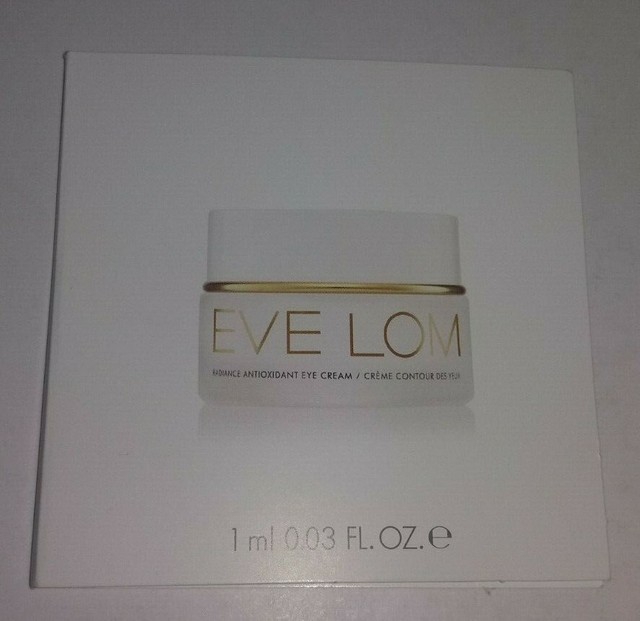 EVE LOM
RADIANCE ANTIOXIDANT EYE CREAM / CRÈME CONTOUR DES YEUX
1 ml 0.03 FL. OZ. ℮